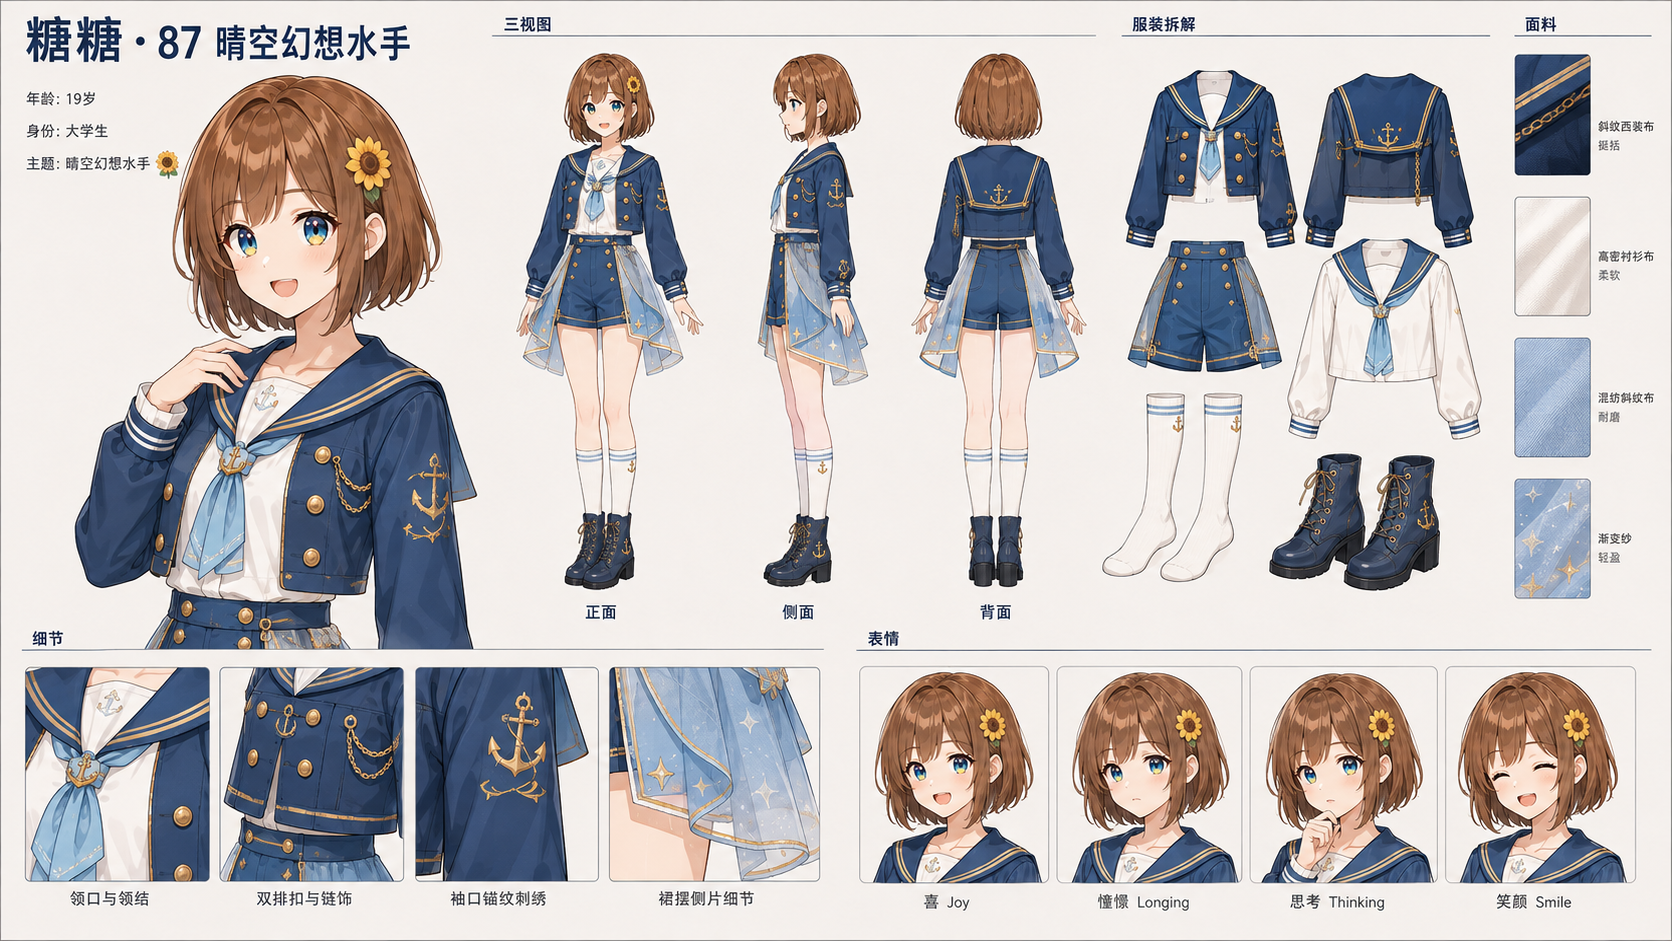 糖糖·87 晴空幻想水手
年龄: 19岁
身份: 大学生
主题: 晴空幻想水手
三视图
正面
侧面
背面
服装拆解
面料
斜纹西装布
挺括
高密衬衫布
柔软
混纺斜纹布
耐磨
渐变纱
轻盈
细节
领口与领结
双排扣与链饰
袖口锚纹刺绣
裙摆侧片细节
表情
喜 Joy
憧憬 Longing
思考 Thinking
笑颜 Smile